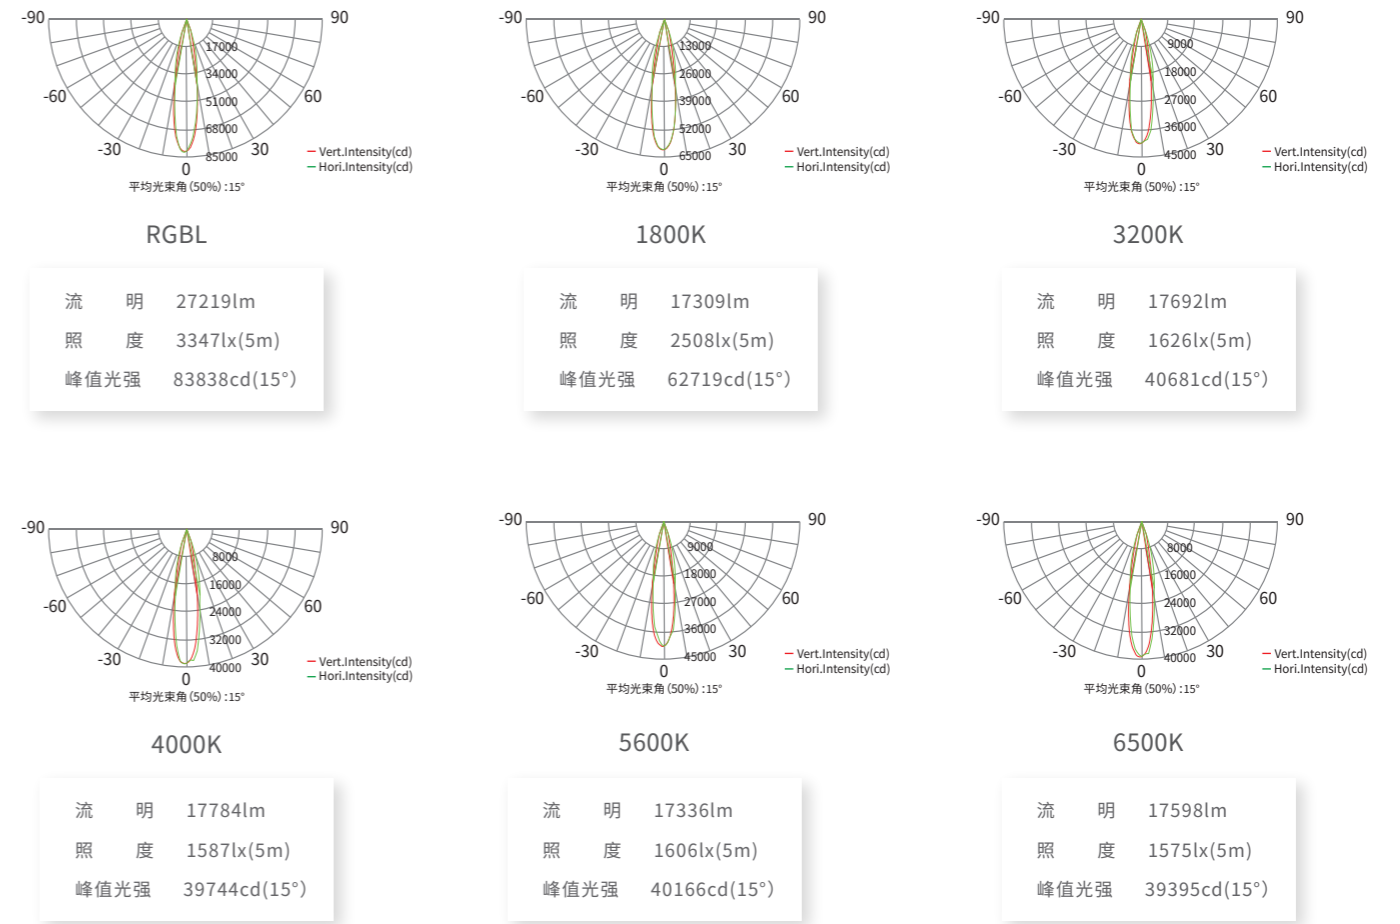 -90 90
17000
34000
-60 60
51000
68000
-30 30
85000
0
Vert.Intensity(cd)
Hori.Intensity(cd)
平均光束角(50%):15°
RGBL
流 明 27219lm
照 度 3347lx(5m)
峰值光强 83838cd(15°)
-90 90
13000
26000
-60 60
39000
52000
-30 30
65000
0
Vert.Intensity(cd)
Hori.Intensity(cd)
平均光束角(50%):15°
1800K
流 明 17309lm
照 度 2508lx(5m)
峰值光强 62719cd(15°)
-90 90
9000
18000
-60 60
27000
36000
-30 30
45000
0
Vert.Intensity(cd)
Hori.Intensity(cd)
平均光束角(50%):15°
3200K
流 明 17692lm
照 度 1626lx(5m)
峰值光强 40681cd(15°)
-90 90
8000
16000
-60 60
24000
32000
-30 30
40000
0
Vert.Intensity(cd)
Hori.Intensity(cd)
平均光束角(50%):15°
4000K
流 明 17784lm
照 度 1587lx(5m)
峰值光强 39744cd(15°)
-90 90
9000
18000
-60 60
27000
36000
-30 30
45000
0
Vert.Intensity(cd)
Hori.Intensity(cd)
平均光束角(50%):15°
5600K
流 明 17336lm
照 度 1606lx(5m)
峰值光强 40166cd(15°)
-90 90
8000
16000
-60 60
24000
32000
-30 30
40000
0
Vert.Intensity(cd)
Hori.Intensity(cd)
平均光束角(50%):15°
6500K
流 明 17598lm
照 度 1575lx(5m)
峰值光强 39395cd(15°)